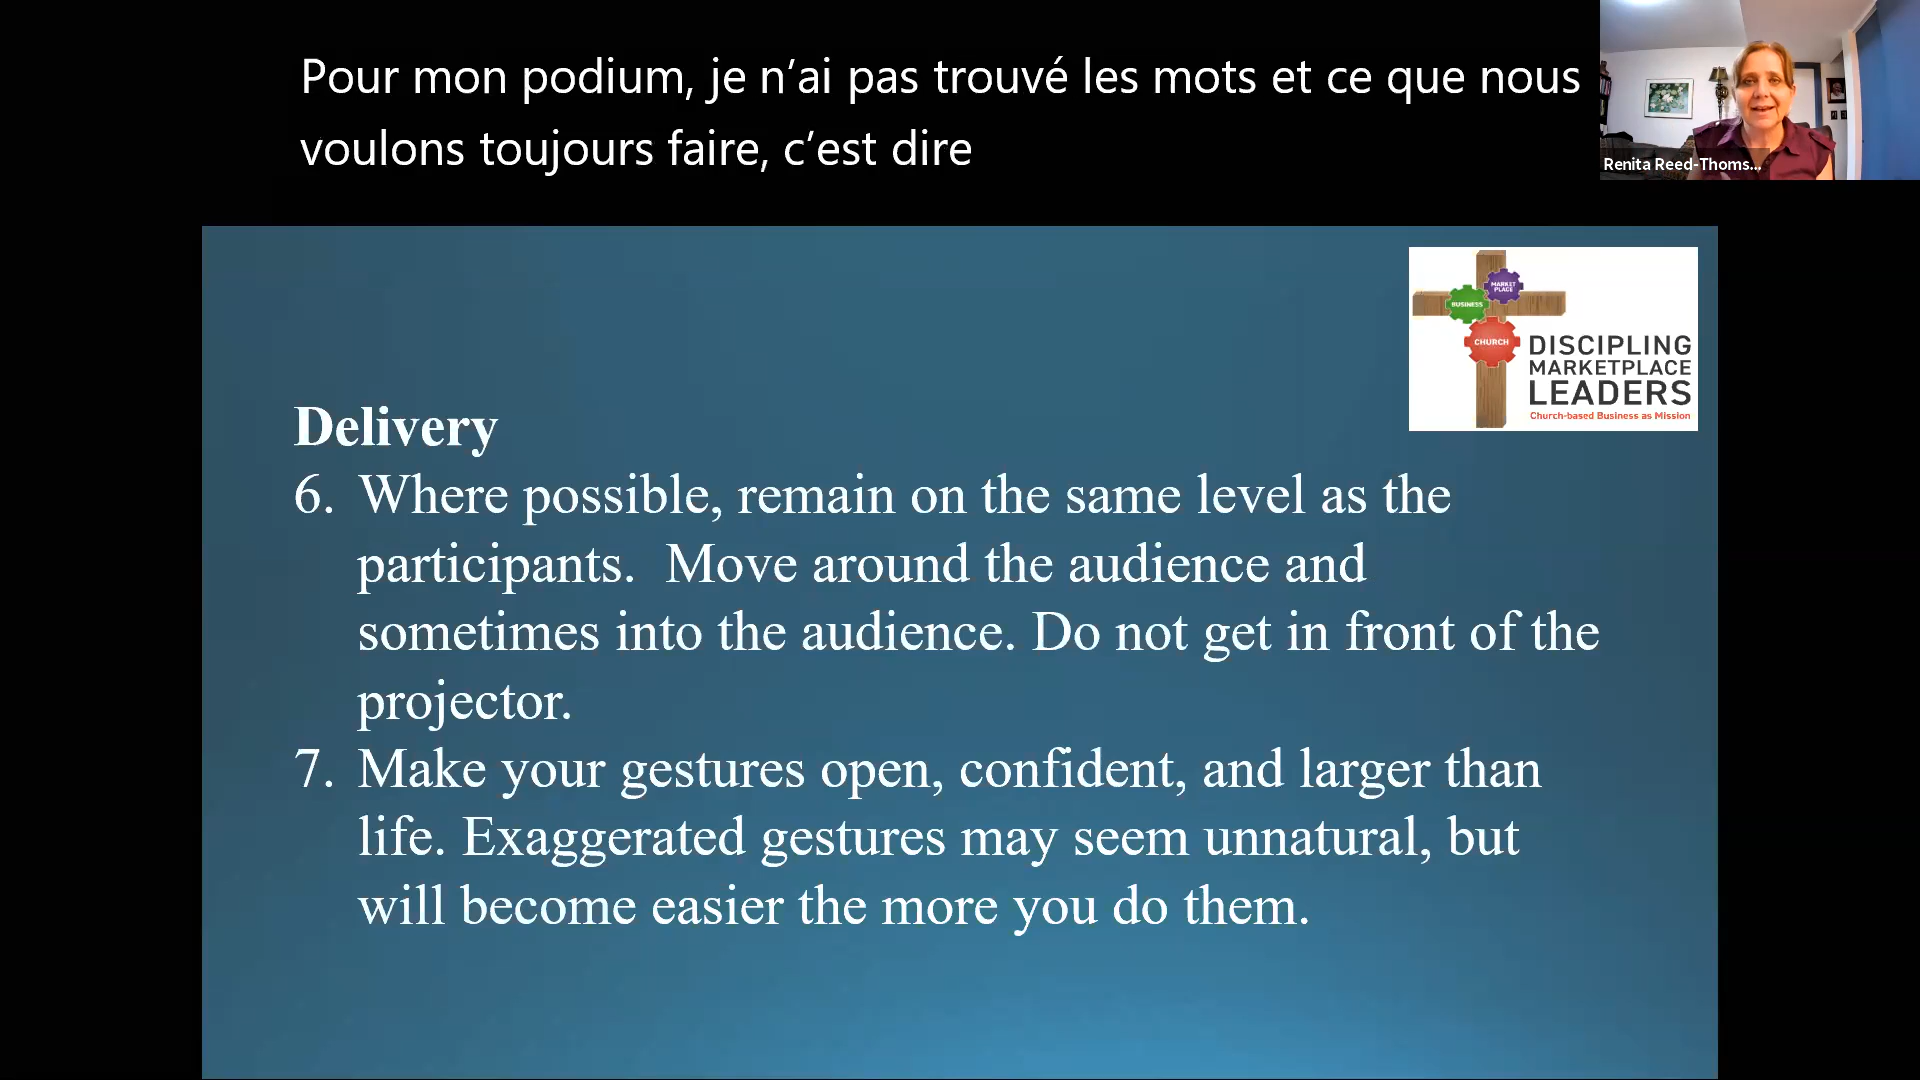 Pour mon podium, je n’ai pas trouvé les mots et ce que nous
voulons toujours faire, c’est dire
Renita Reed-Thoms...
MARKET
PLACE
BUSINESS
CHURCH
DISCIPLING
MARKETPLACE
LEADERS
Church-based Business as Mission
Delivery
6. Where possible, remain on the same level as the
participants.  Move around the audience and
sometimes into the audience. Do not get in front of the
projector.
7. Make your gestures open, confident, and larger than
life. Exaggerated gestures may seem unnatural, but
will become easier the more you do them.